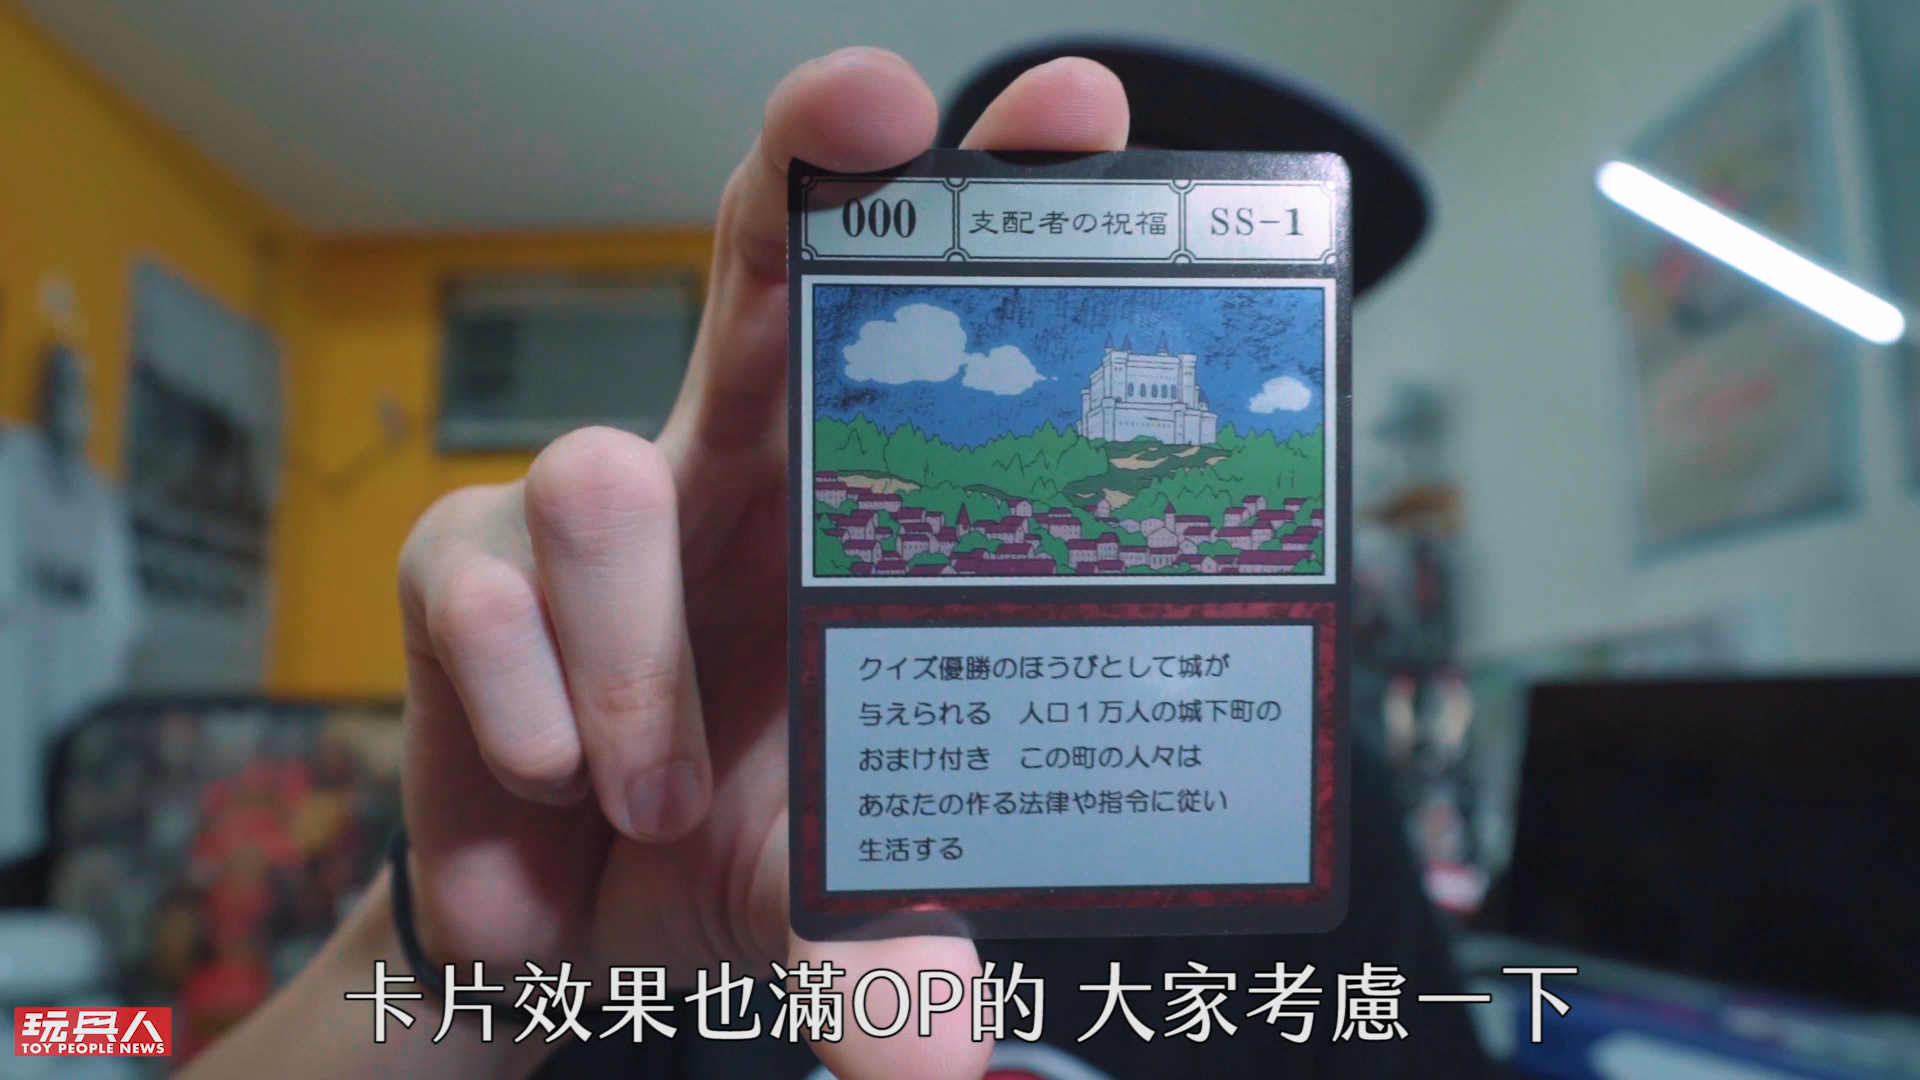 000
支配者の祝福
SS-1
クイズ優勝のほうびとして城が
与えられる　人口1万人の城下町の
おまけ付き　この町の人々は
あなたの作る法律や指令に従い
生活する
卡片效果也滿OP的 大家考慮一下
玩具人
TOY PEOPLE NEWS